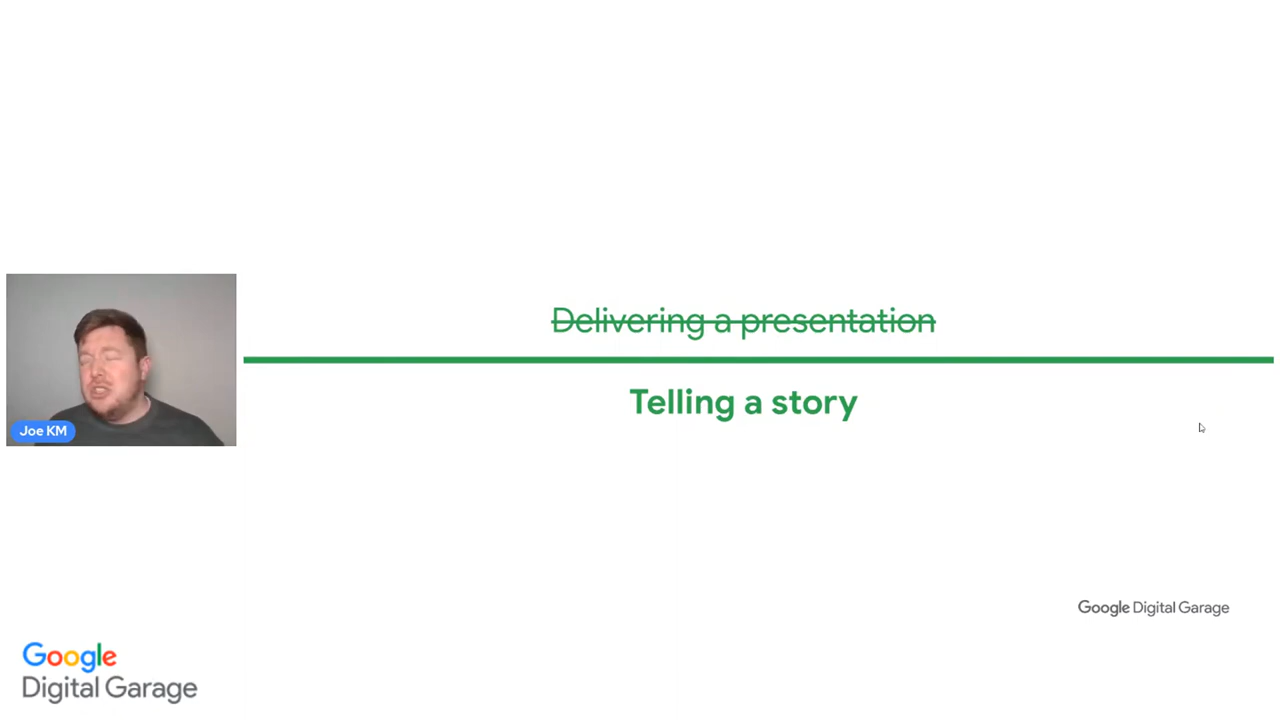 Delivering a presentation
Joe KM
Telling a story
Google Digital Garage
Google
Digital Garage